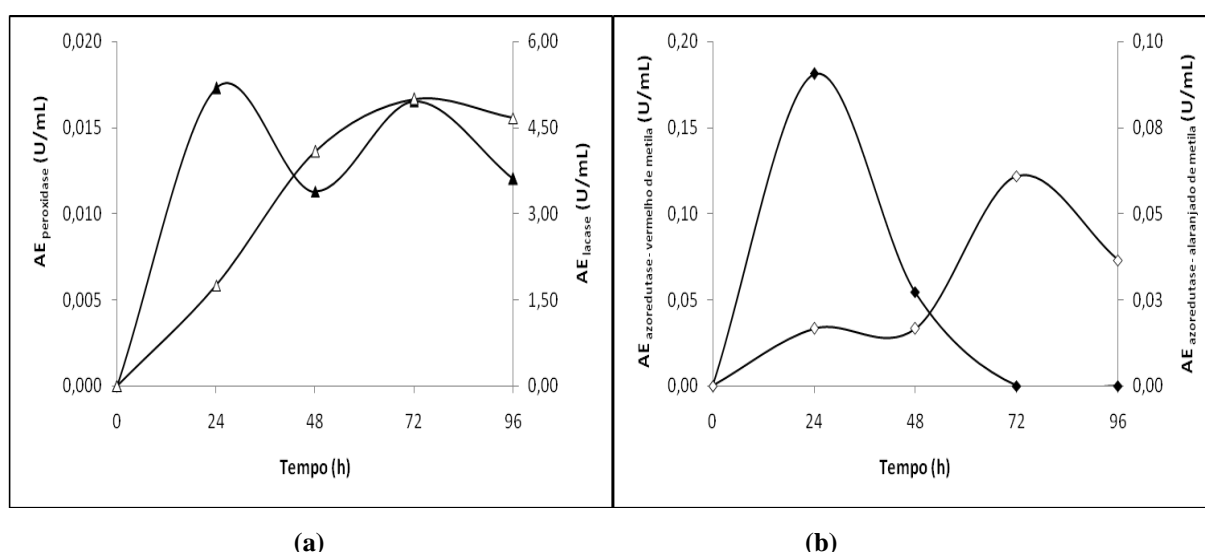 AE peroxidase (U/mL)
0,020
0,015
0,010
0,005
0,000
6,00
4,50
3,00
1,50
0,00
AE lacase (U/mL)
0 24 48 72 96
Tempo (h)
(a)
AE azoredutase - vermelho de metila (U/mL)
0,20
0,15
0,10
0,05
0,00
0,10
0,08
0,05
0,03
0,00
AE azoredutase - alaranjado de metila (U/mL)
0 24 48 72 96
Tempo (h)
(b)